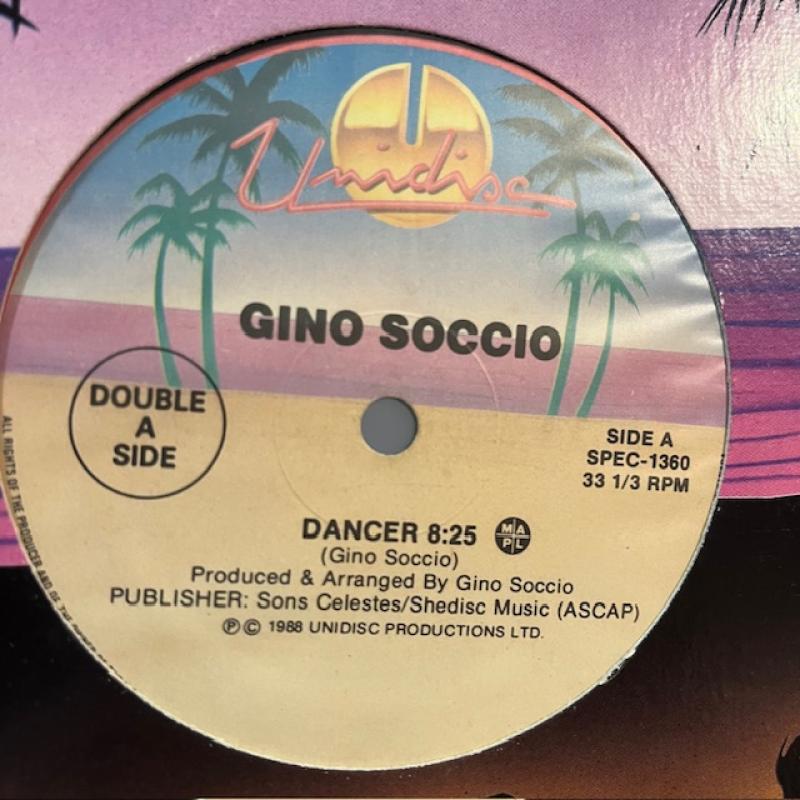 Unidisc
GINO SOCCIO
DOUBLE
A
SIDE
SIDE A
SPEC-1360
33 1/3 RPM
DANCER 8:25
MAPL
(Gino Soccio)
Produced & Arranged By Gino Soccio
PUBLISHER: Sons Celestes/Shedisc Music (ASCAP)
℗© 1988 UNIDISC PRODUCTIONS LTD.
ALL RIGHTS OF THE PRODUCER AND OF THE